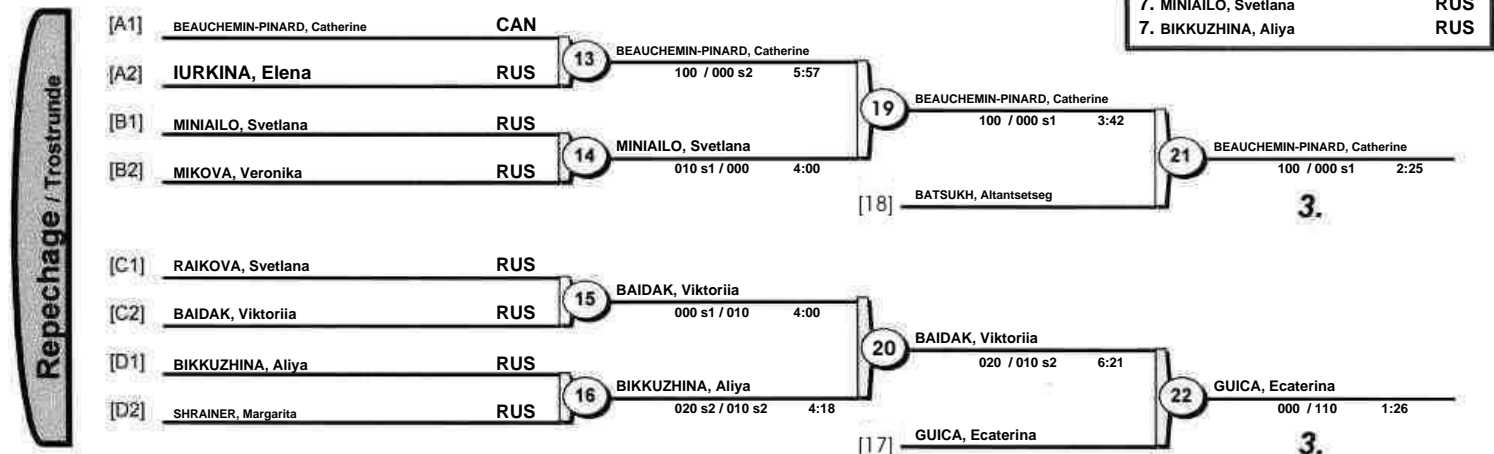 7. MINIAILO, Svetlana RUS
7. BIKKUZHINA, Aliya RUS
Repechage / Trostrunde
[A1] BEAUCHEMIN-PINARD, Catherine CAN
[A2] IURKINA, Elena RUS
13 BEAUCHEMIN-PINARD, Catherine
100 / 000 s2 5:57
[B1] MINIAILO, Svetlana RUS
[B2] MIKOVA, Veronika RUS
14 MINIAILO, Svetlana
010 s1 / 000 4:00
19 BEAUCHEMIN-PINARD, Catherine
100 / 000 s1 3:42
[18] BATSUKH, Altantsetseg
21 BEAUCHEMIN-PINARD, Catherine
100 / 000 s1 2:25
3.
[C1] RAIKOVA, Svetlana RUS
[C2] BAIDAK, Viktoriia RUS
15 BAIDAK, Viktoriia
000 s1 / 010 4:00
[D1] BIKKUZHINA, Aliya RUS
[D2] SHRAINER, Margarita RUS
16 BIKKUZHINA, Aliya
020 s2 / 010 s2 4:18
20 BAIDAK, Viktoriia
020 / 010 s2 6:21
[17] GUICA, Ecaterina
22 GUICA, Ecaterina
000 / 110 1:26
3.